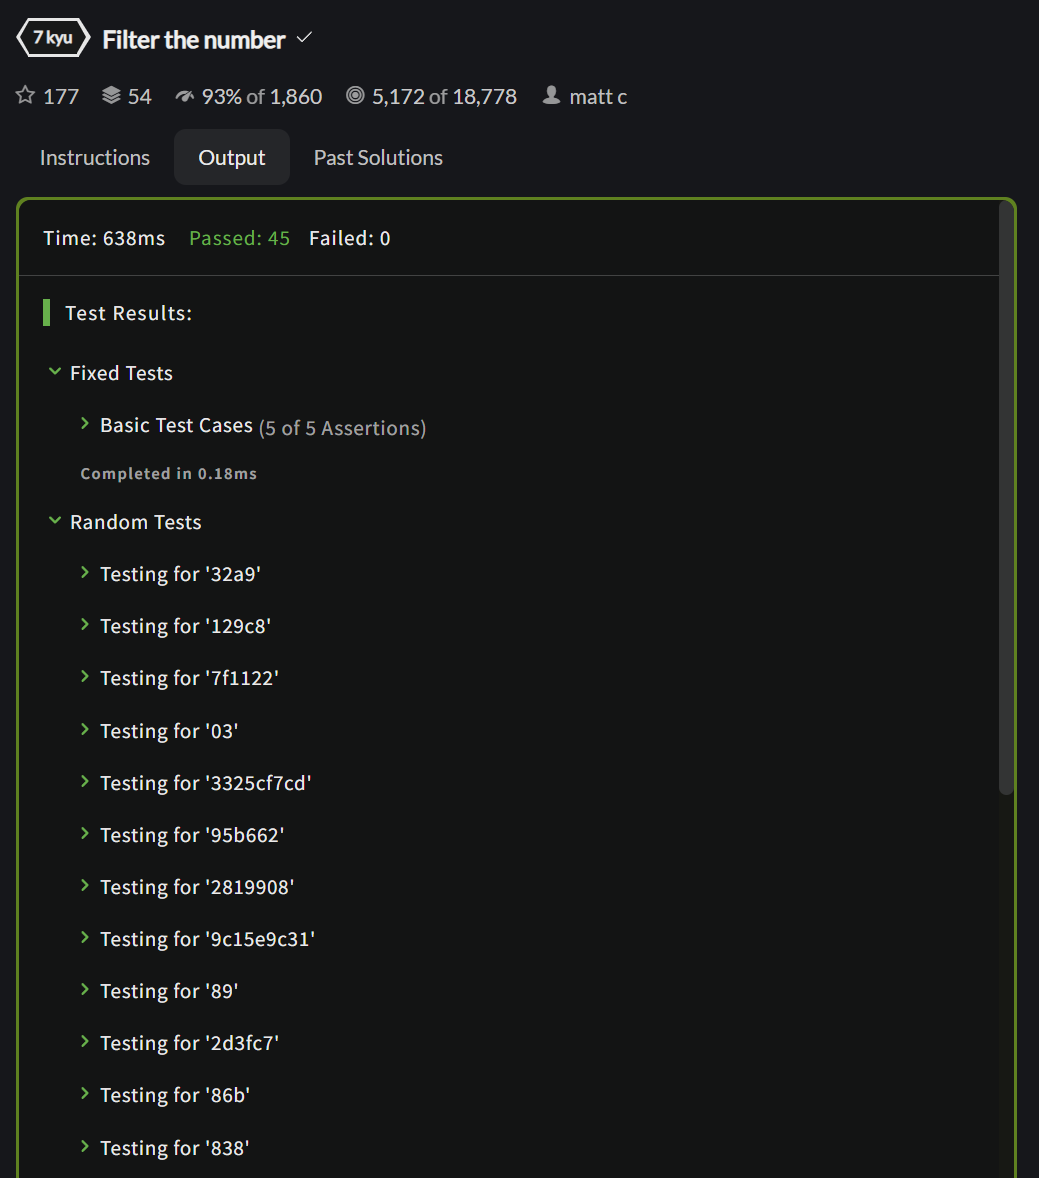 7 kyu Filter the number
177 54 93% of 1,860 5,172 of 18,778 matt c
Instructions Output Past Solutions
Time: 638ms Passed: 45 Failed: 0
Test Results:
Fixed Tests
Basic Test Cases (5 of 5 Assertions)
Completed in 0.18ms
Random Tests
Testing for '32a9'
Testing for '129c8'
Testing for '7f1122'
Testing for '03'
Testing for '3325cf7cd'
Testing for '95b662'
Testing for '2819908'
Testing for '9c15e9c31'
Testing for '89'
Testing for '2d3fc7'
Testing for '86b'
Testing for '838'